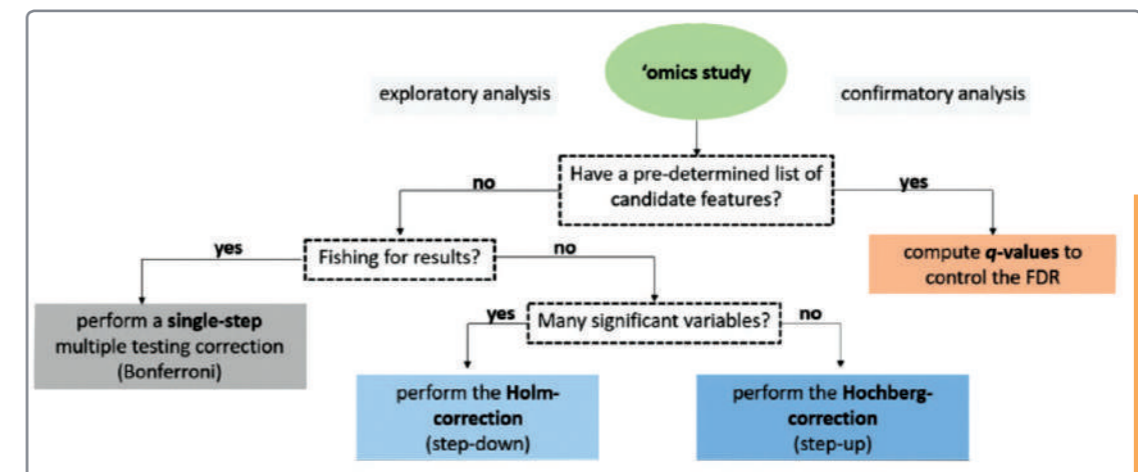 'omics study
exploratory analysis
confirmatory analysis
Have a pre-determined list of
candidate features?
no
yes
Fishing for results?
yes
no
compute q-values to
control the FDR
perform a single-step
multiple testing correction
(Bonferroni)
Many significant variables?
yes
no
perform the Holm-
correction
(step-down)
perform the Hochberg-
correction
(step-up)